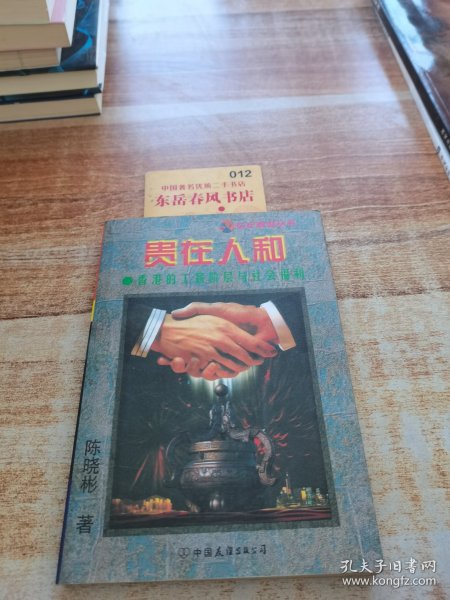 012
中国著名优质二手书店
东岳春风书店
贵在人和
香港的工薪阶层与社会福利
陈晓彬 著
中国友谊出版公司
孔夫子旧书网
www.kongfz.com